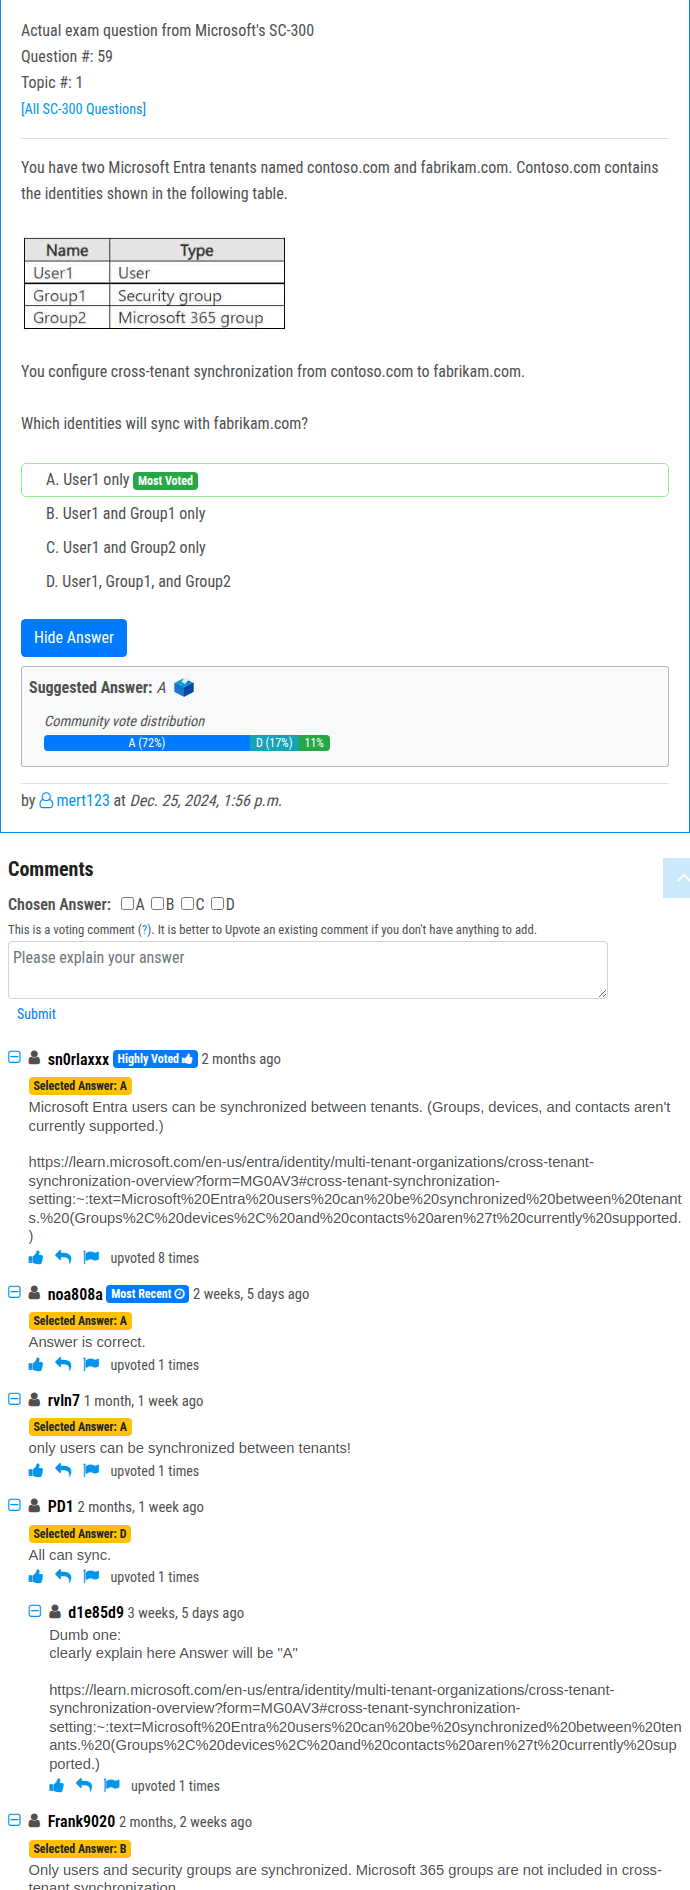 Actual exam question from Microsoft's SC-300
Question #: 59
Topic #: 1
[All SC-300 Questions]
You have two Microsoft Entra tenants named contoso.com and fabrikam.com. Contoso.com contains
the identities shown in the following table.
Name Type
User1 User
Group1 Security group
Group2 Microsoft 365 group
You configure cross-tenant synchronization from contoso.com to fabrikam.com.
Which identities will sync with fabrikam.com?
A. User1 only Most Voted
B. User1 and Group1 only
C. User1 and Group2 only
D. User1, Group1, and Group2
Hide Answer
Suggested Answer: A
Community vote distribution
A (72%) D (17%) 11%
by mert123 at Dec. 25, 2024, 1:56 p.m.
Comments
Chosen Answer: A B C D
This is a voting comment (?). It is better to Upvote an existing comment if you don't have anything to add.
Please explain your answer
Submit
sn0rlaxxx Highly Voted 2 months ago
Selected Answer: A
Microsoft Entra users can be synchronized between tenants. (Groups, devices, and contacts aren't
currently supported.)
https://learn.microsoft.com/en-us/entra/identity/multi-tenant-organizations/cross-tenant-
synchronization-overview?form=MG0AV3#cross-tenant-synchronization-
setting:~:text=Microsoft%20Entra%20users%20can%20be%20synchronized%20between%20tenant
s.%20(Groups%2C%20devices%2C%20and%20contacts%20aren%27t%20currently%20supported.
)
upvoted 8 times
noa808a Most Recent 2 weeks, 5 days ago
Selected Answer: A
Answer is correct.
upvoted 1 times
rvln7 1 month, 1 week ago
Selected Answer: A
only users can be synchronized between tenants!
upvoted 1 times
PD1 2 months, 1 week ago
Selected Answer: D
All can sync.
upvoted 1 times
d1e85d9 3 weeks, 5 days ago
Dumb one:
clearly explain here Answer will be "A"
https://learn.microsoft.com/en-us/entra/identity/multi-tenant-organizations/cross-tenant-
synchronization-overview?form=MG0AV3#cross-tenant-synchronization-
setting:~:text=Microsoft%20Entra%20users%20can%20be%20synchronized%20between%20ten
ants.%20(Groups%2C%20devices%2C%20and%20contacts%20aren%27t%20currently%20sup
ported.)
upvoted 1 times
Frank9020 2 months, 2 weeks ago
Selected Answer: B
Only users and security groups are synchronized. Microsoft 365 groups are not included in cross-
tenant synchronization